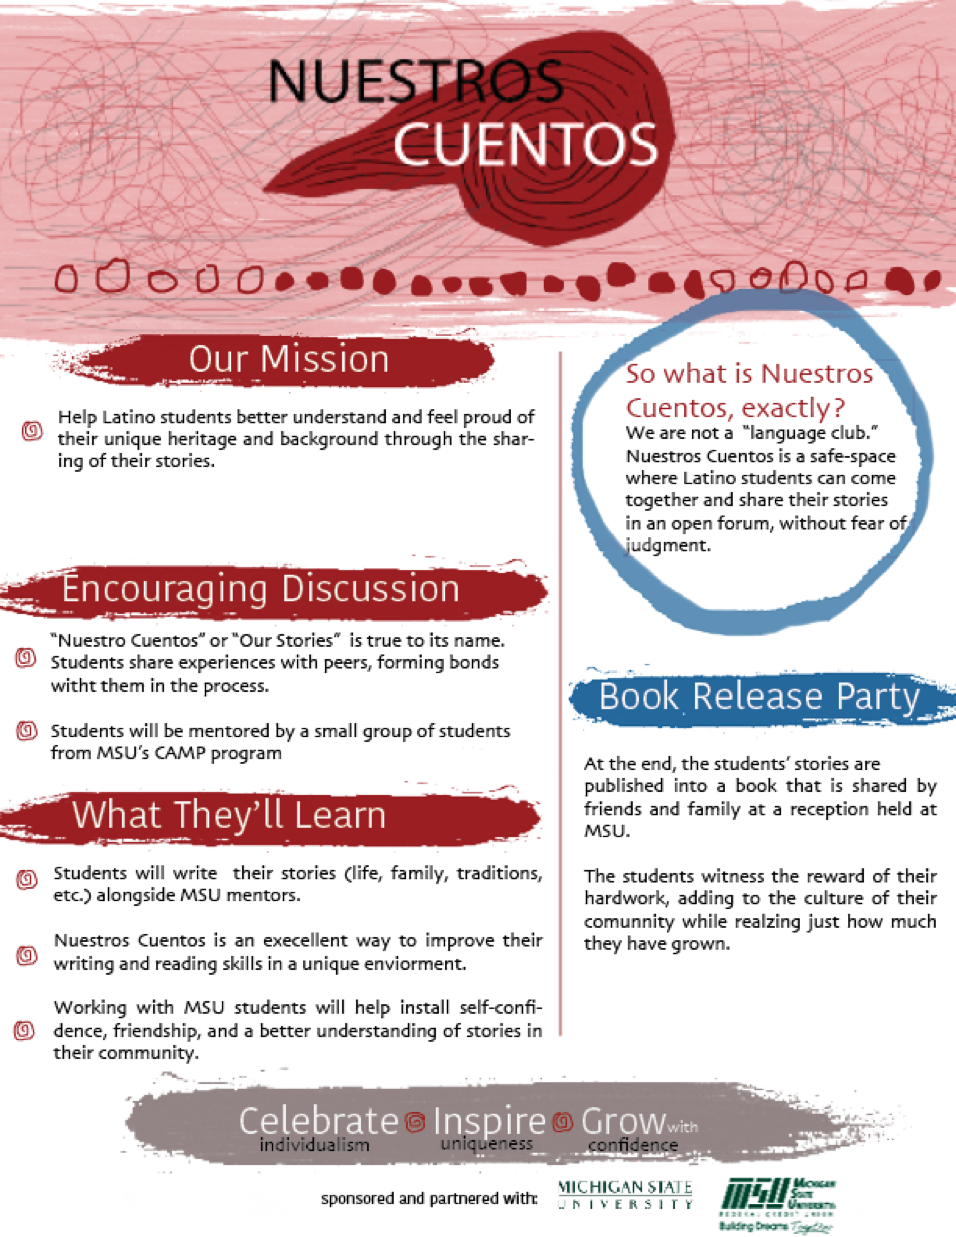 NUESTROS
CUENTOS
Our Mission
Help Latino students better understand and feel proud of
their unique heritage and background through the shar-
ing of their stories.
Encouraging Discussion
"Nuestro Cuentos" or "Our Stories" is true to its name.
Students share experiences with peers, forming bonds
witht them in the process.
Students will be mentored by a small group of students
from MSU's CAMP program
What They'll Learn
Students will write their stories (life, family, traditions,
etc.) alongside MSU mentors.
Nuestros Cuentos is an execellent way to improve their
writing and reading skills in a unique enviorment.
Working with MSU students will help install self-confi-
dence, friendship, and a better understanding of stories in
their community.
So what is Nuestros
Cuentos, exactly?
We are not a "language club."
Nuestros Cuentos is a safe-space
where Latino students can come
together and share their stories
in an open forum, without fear of
judgment.
Book Release Party
At the end, the students' stories are
published into a book that is shared by
friends and family at a reception held at
MSU.
The students witness the reward of their
hardwork, adding to the culture of their
comunnity while realzing just how much
they have grown.
Celebrate Inspire Grow with
individualism uniqueness confidence
sponsored and partnered with:
MICHIGAN STATE
UNIVERSITY
MSU Michigan
State
University
FEDERAL CREDIT UNION
Building Dreams Together